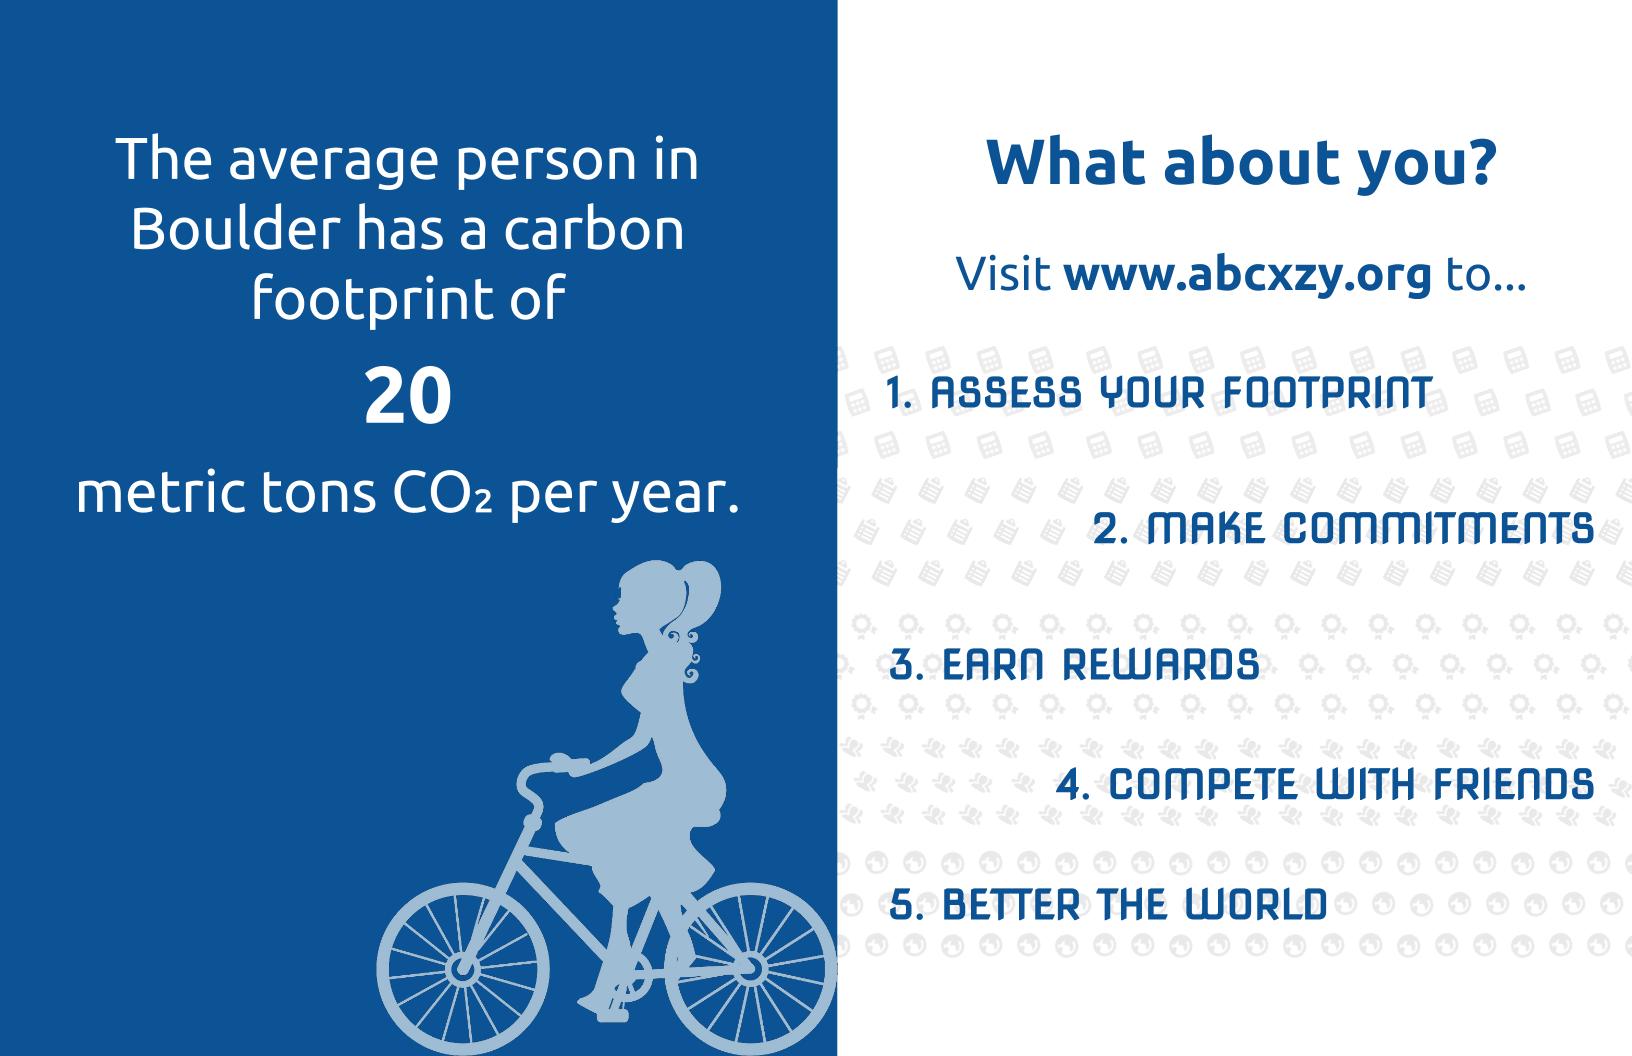 The average person in
Boulder has a carbon
footprint of
20
metric tons CO₂ per year.
What about you?
Visit www.abcxzy.org to...
1. ASSESS YOUR FOOTPRINT
2. MAKE COMMITMENTS
3. EARN REWARDS
4. COMPETE WITH FRIENDS
5. BETTER THE WORLD